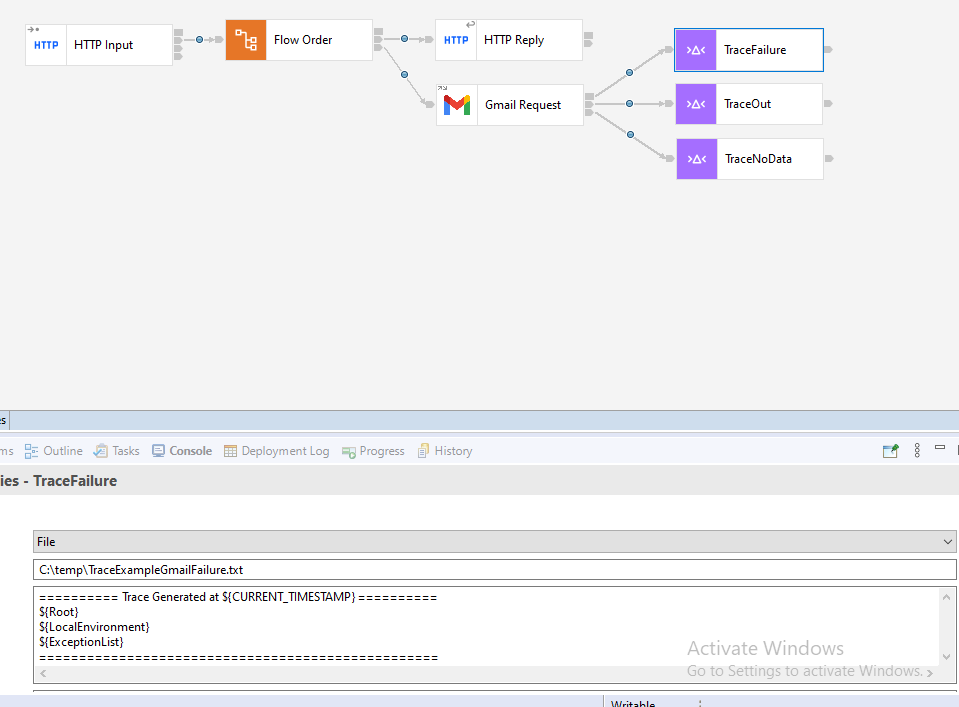 HTTP
HTTP Input
Flow Order
HTTP
HTTP Reply
Gmail Request
TraceFailure
TraceOut
TraceNoData
es
ms
Outline
Tasks
Console
Deployment Log
Progress
History
ies - TraceFailure
File
C:\temp\TraceExampleGmailFailure.txt
========== Trace Generated at ${CURRENT_TIMESTAMP} ==========
${Root}
${LocalEnvironment}
${ExceptionList}
===================================================
Activate Windows
Go to Settings to activate Windows.
Writable